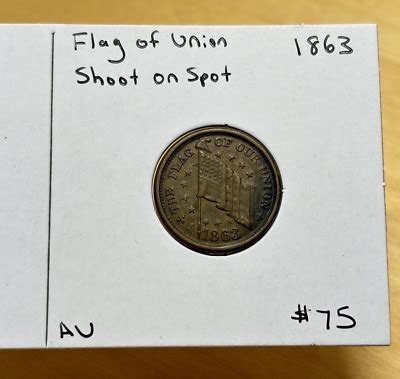 Flag of Union 1863
Shoot on Spot
THE FLAG OF OUR UNION
1863
AU $75